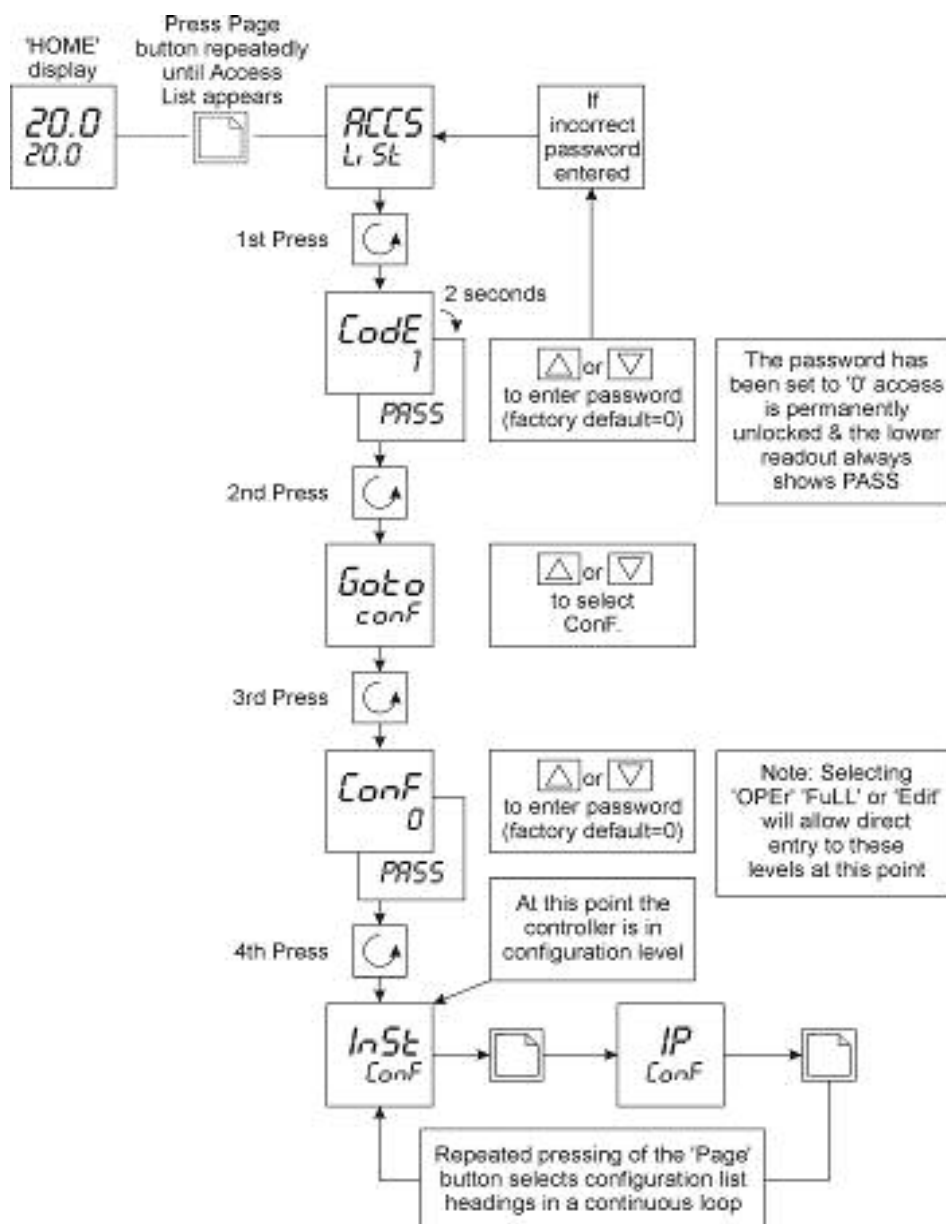 Press Page
button repeatedly
until Access
List appears
'HOME'
display
20.0
20.0
ACCS
Li St
If
incorrect
password
entered
1st Press
2 seconds
CodE
1
PASS
or
to enter password
(factory default=0)
The password has
been set to '0' access
is permanently
unlocked & the lower
readout always
shows PASS
2nd Press
Goto
conF
or
to select
ConF.
3rd Press
ConF
0
PASS
or
to enter password
(factory default=0)
Note: Selecting
'OPEr' 'FuLL' or 'Edit'
will allow direct
entry to these
levels at this point
At this point the
controller is in
configuration level
4th Press
InSt
ConF
IP
ConF
Repeated pressing of the 'Page'
button selects configuration list
headings in a continuous loop